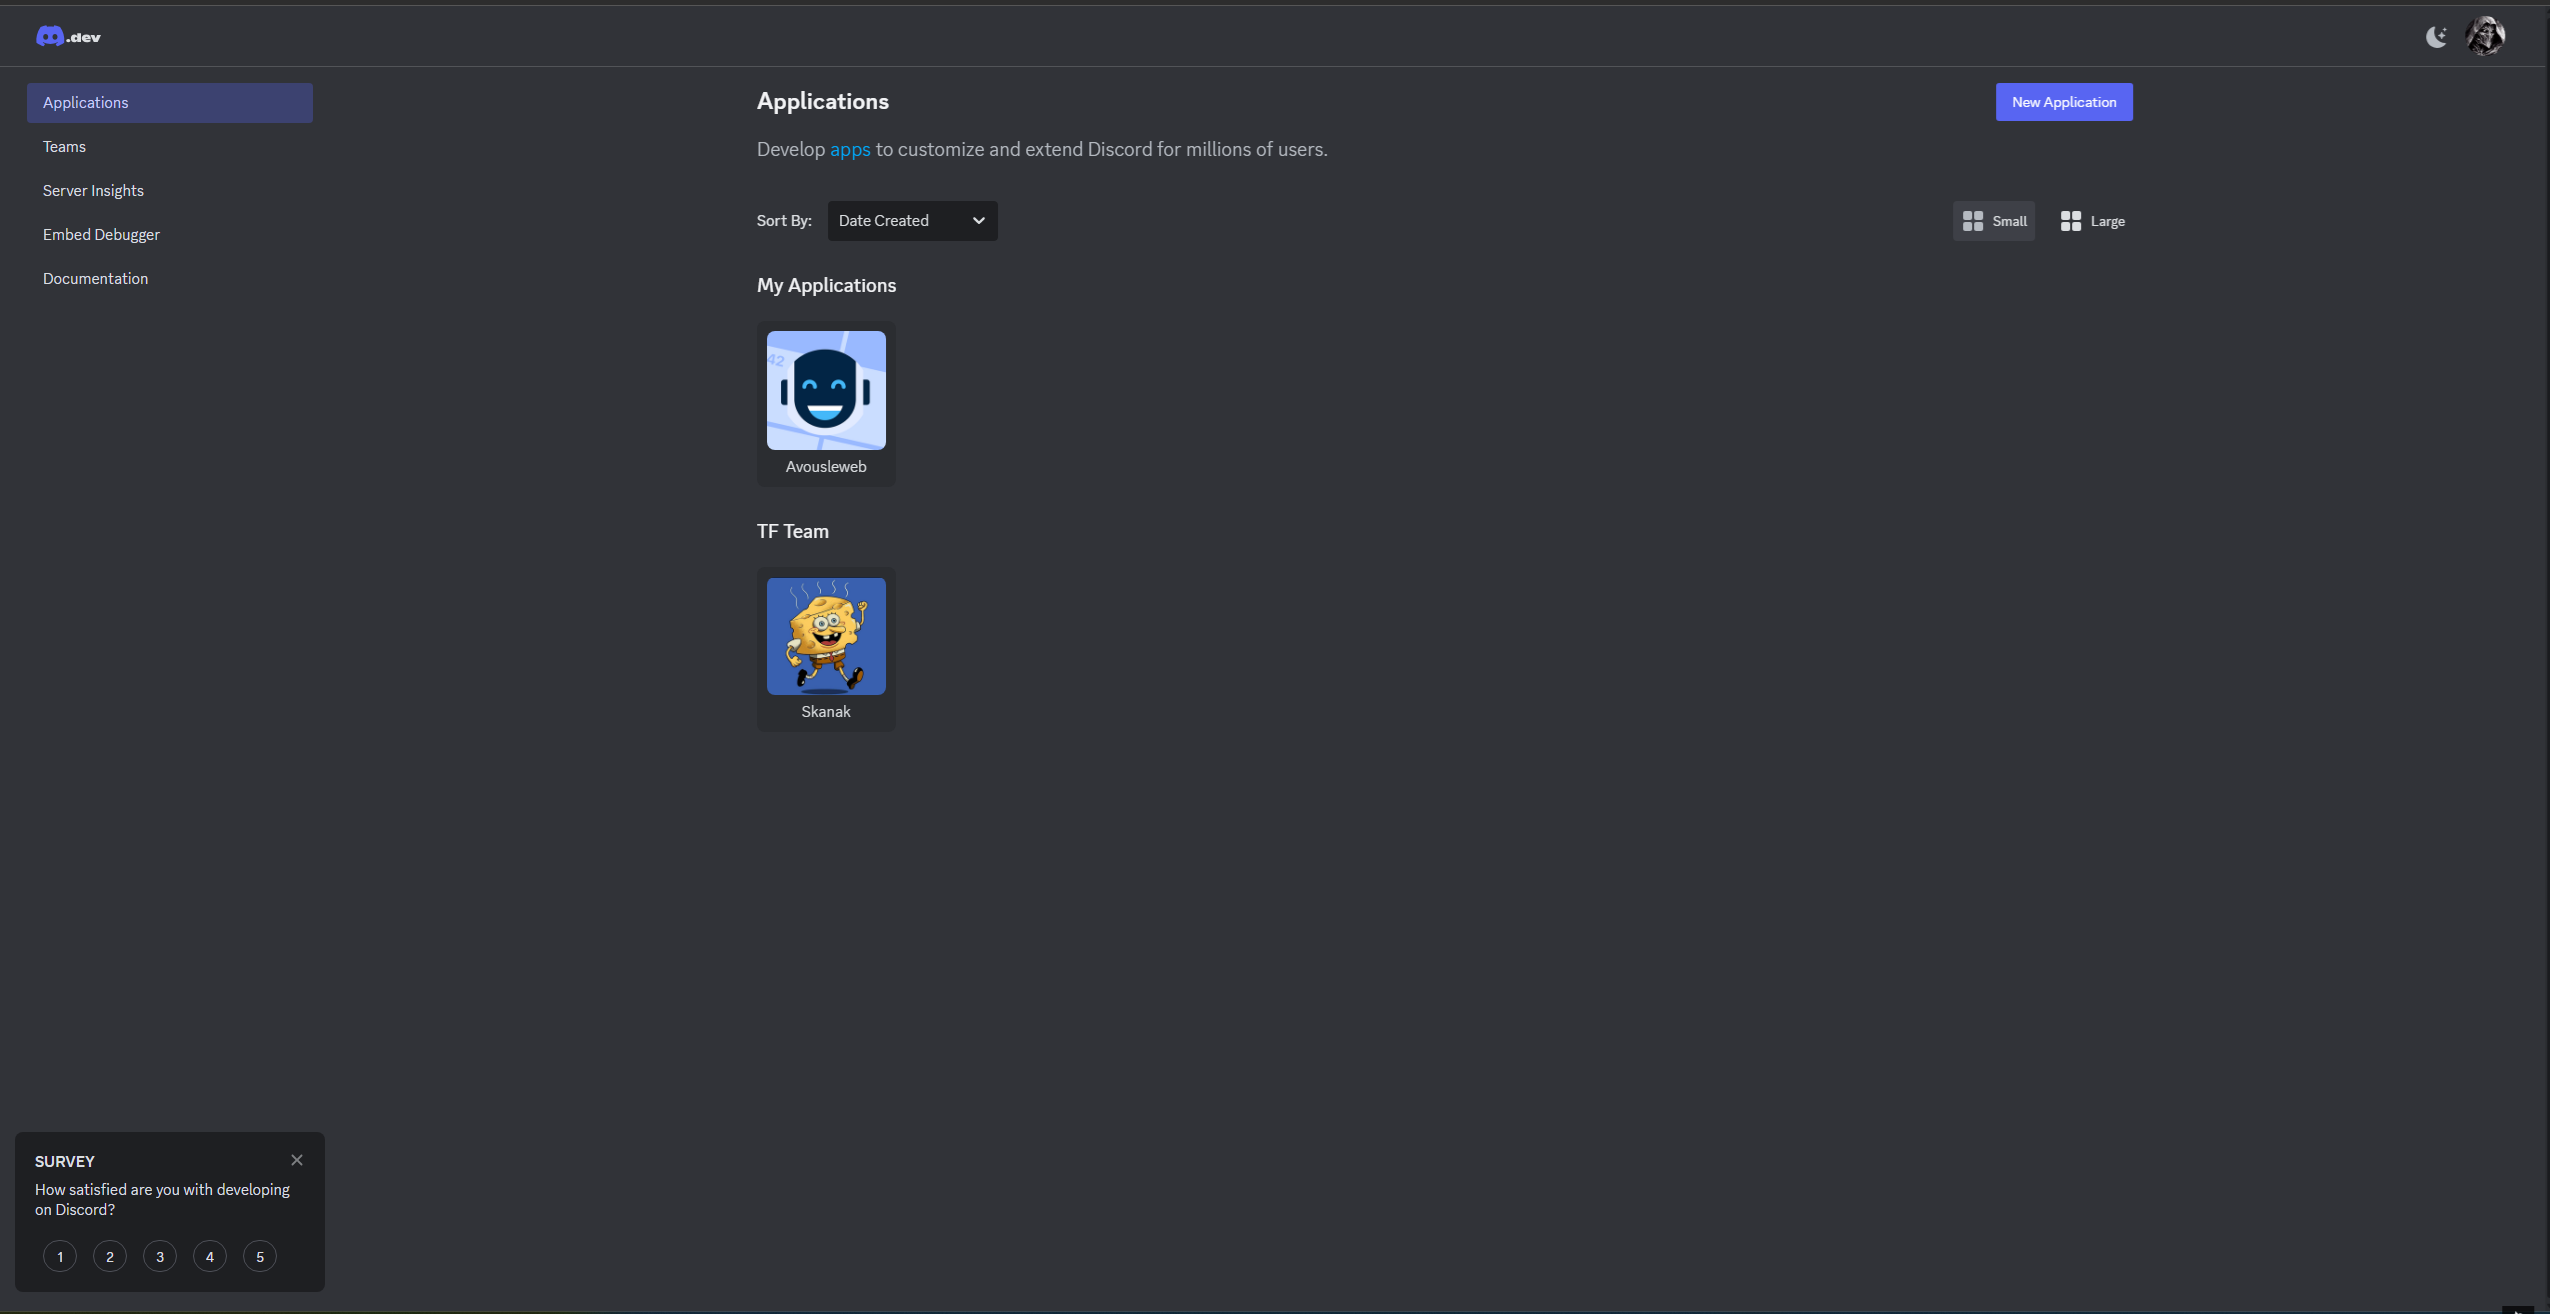 .dev
Applications
Teams
Server Insights
Embed Debugger
Documentation
Applications
New Application
Develop apps to customize and extend Discord for millions of users.
Sort By:
Date Created
Small
Large
My Applications
42
Avousleweb
TF Team
Skanak
SURVEY
How satisfied are you with developing
on Discord?
1 2 3 4 5